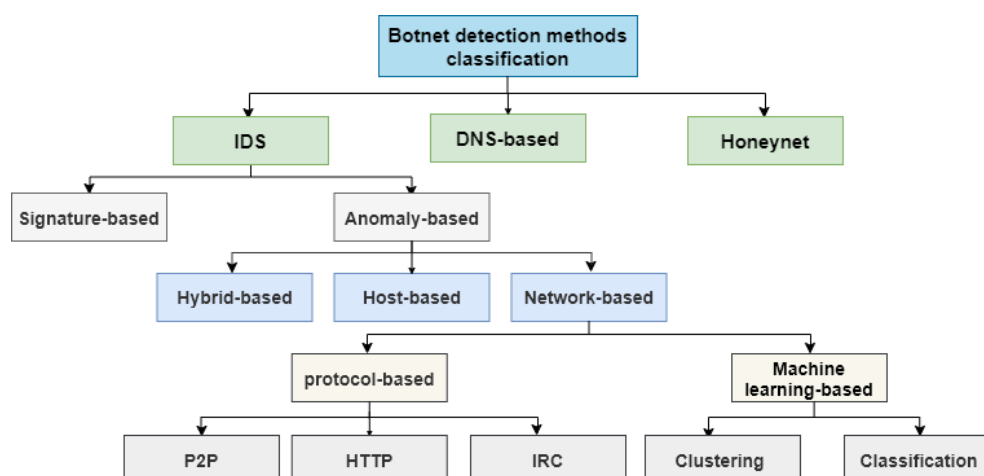 Botnet detection methods
classification
IDS
DNS-based
Honeynet
Signature-based
Anomaly-based
Hybrid-based
Host-based
Network-based
protocol-based
Machine
learning-based
P2P
HTTP
IRC
Clustering
Classification